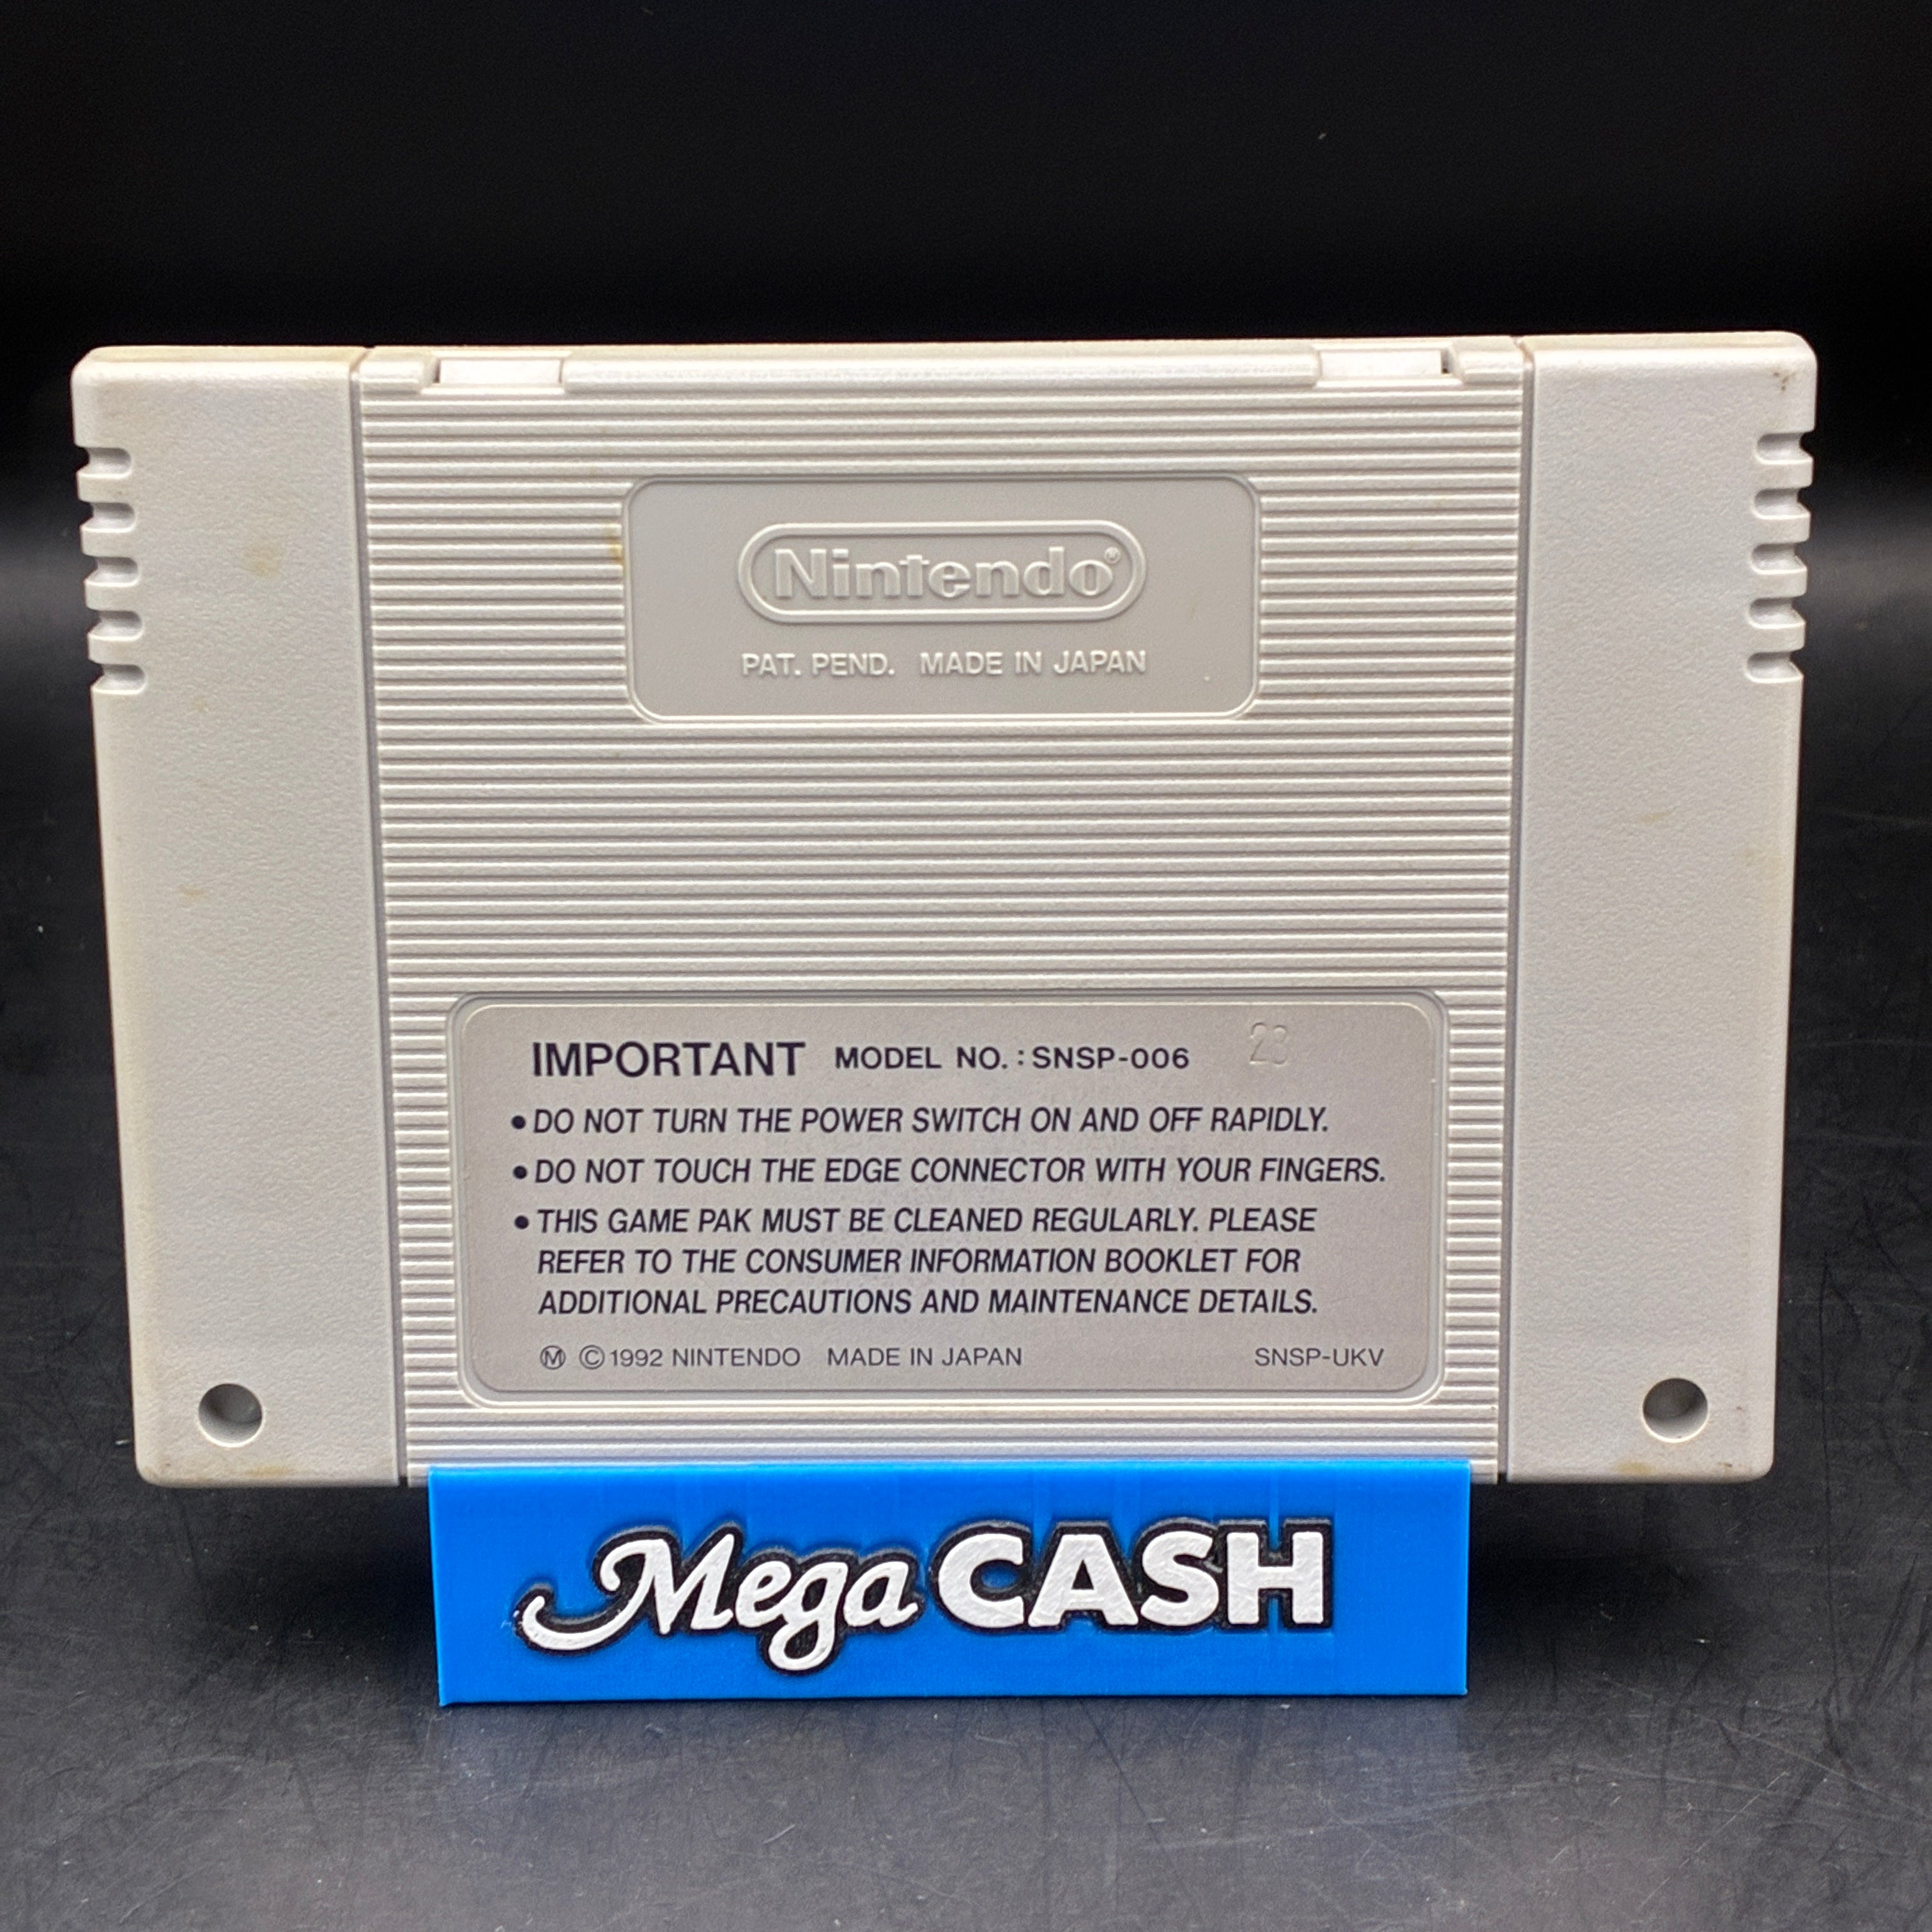 Nintendo®
PAT. PEND. MADE IN JAPAN
IMPORTANT MODEL NO.: SNSP-006 23
• DO NOT TURN THE POWER SWITCH ON AND OFF RAPIDLY.
• DO NOT TOUCH THE EDGE CONNECTOR WITH YOUR FINGERS.
• THIS GAME PAK MUST BE CLEANED REGULARLY. PLEASE
REFER TO THE CONSUMER INFORMATION BOOKLET FOR
ADDITIONAL PRECAUTIONS AND MAINTENANCE DETAILS.
Ⓜ ©1992 NINTENDO MADE IN JAPAN SNSP-UKV
Mega CASH